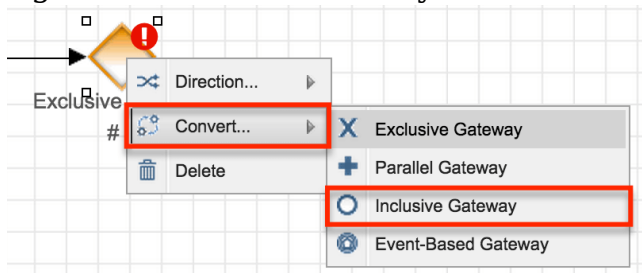 Direction...
Exclusive
# Convert...
Delete
Exclusive Gateway
Parallel Gateway
Inclusive Gateway
Event-Based Gateway